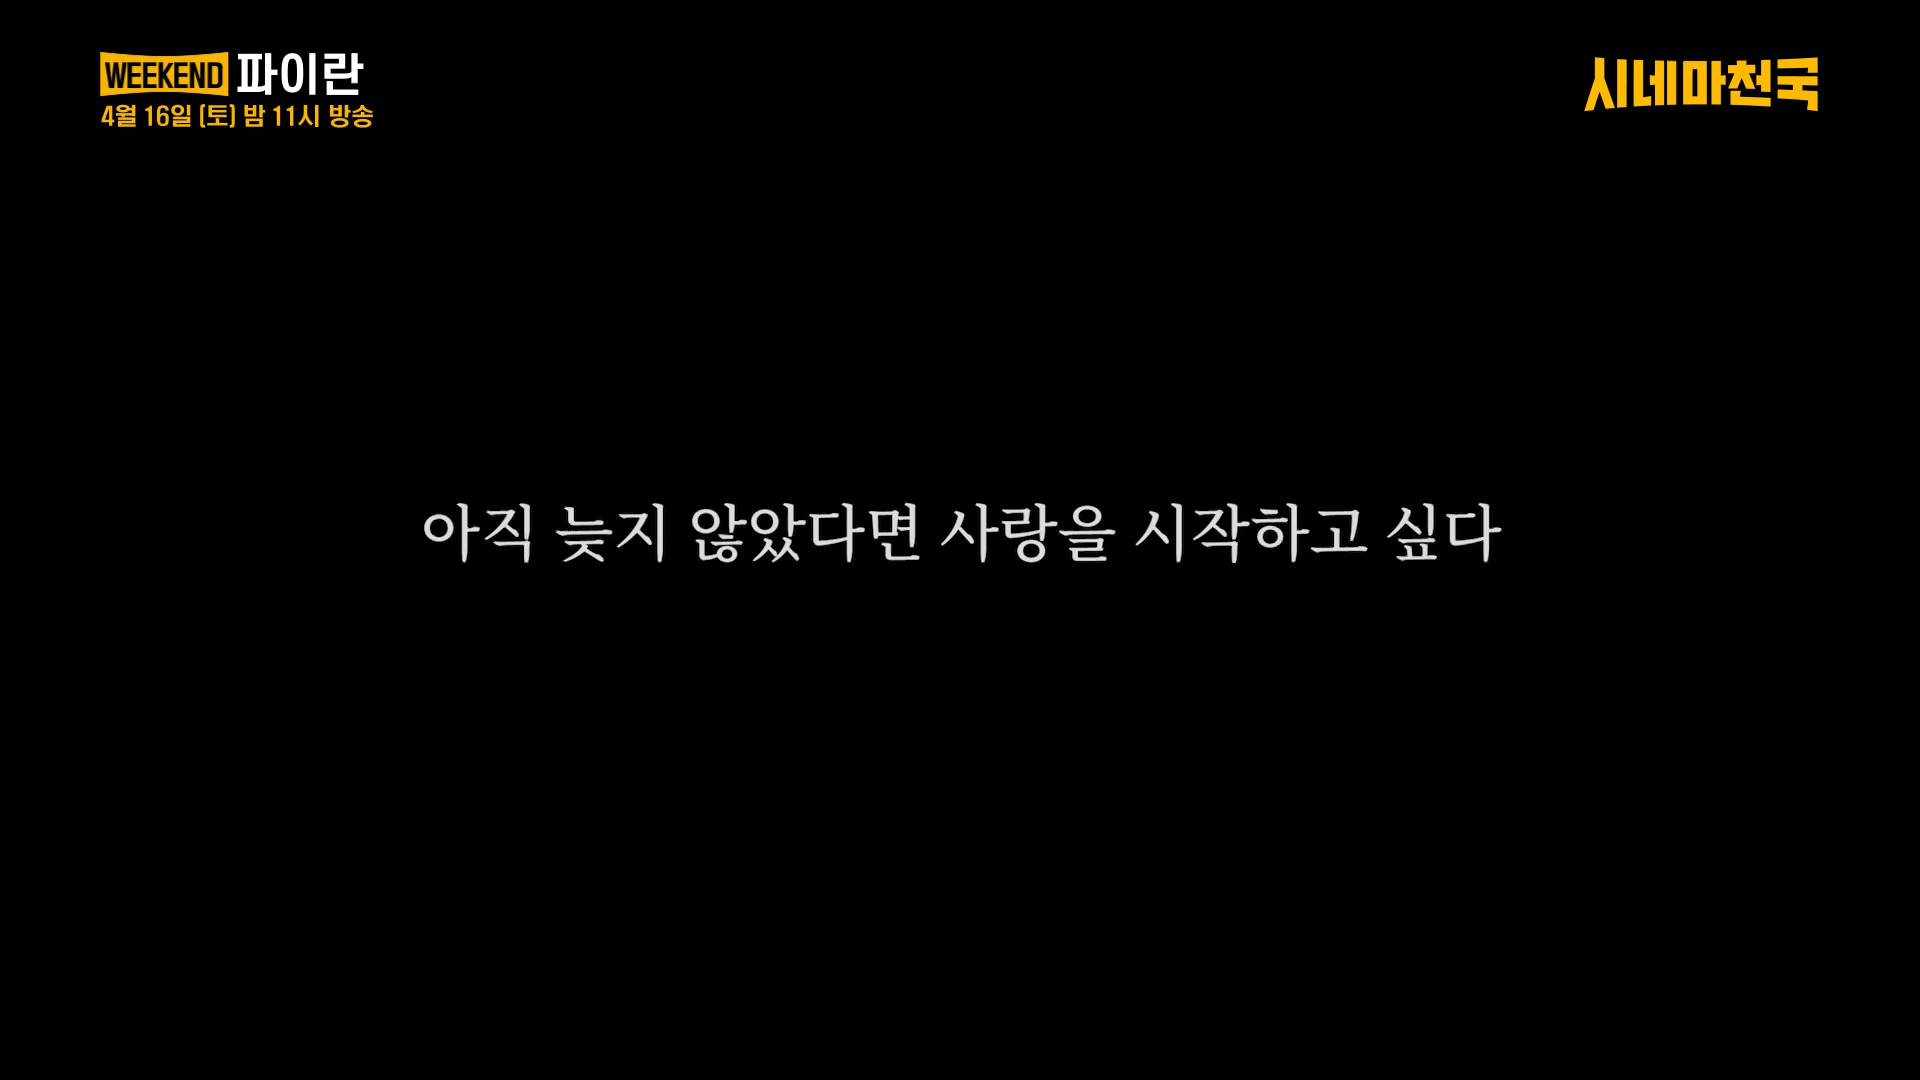 WEEKEND 파이란
4월 16일 (토) 밤 11시 방송
시네마천국
아직 늦지 않았다면 사랑을 시작하고 싶다